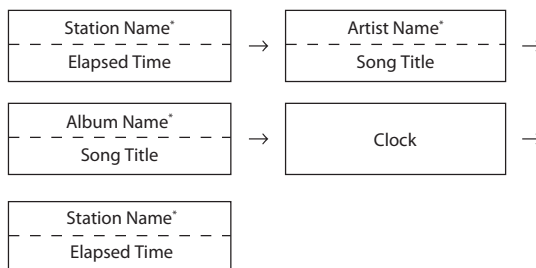 Station Name*
Elapsed Time
Artist Name*
Song Title
Album Name*
Song Title
Clock
Station Name*
Elapsed Time